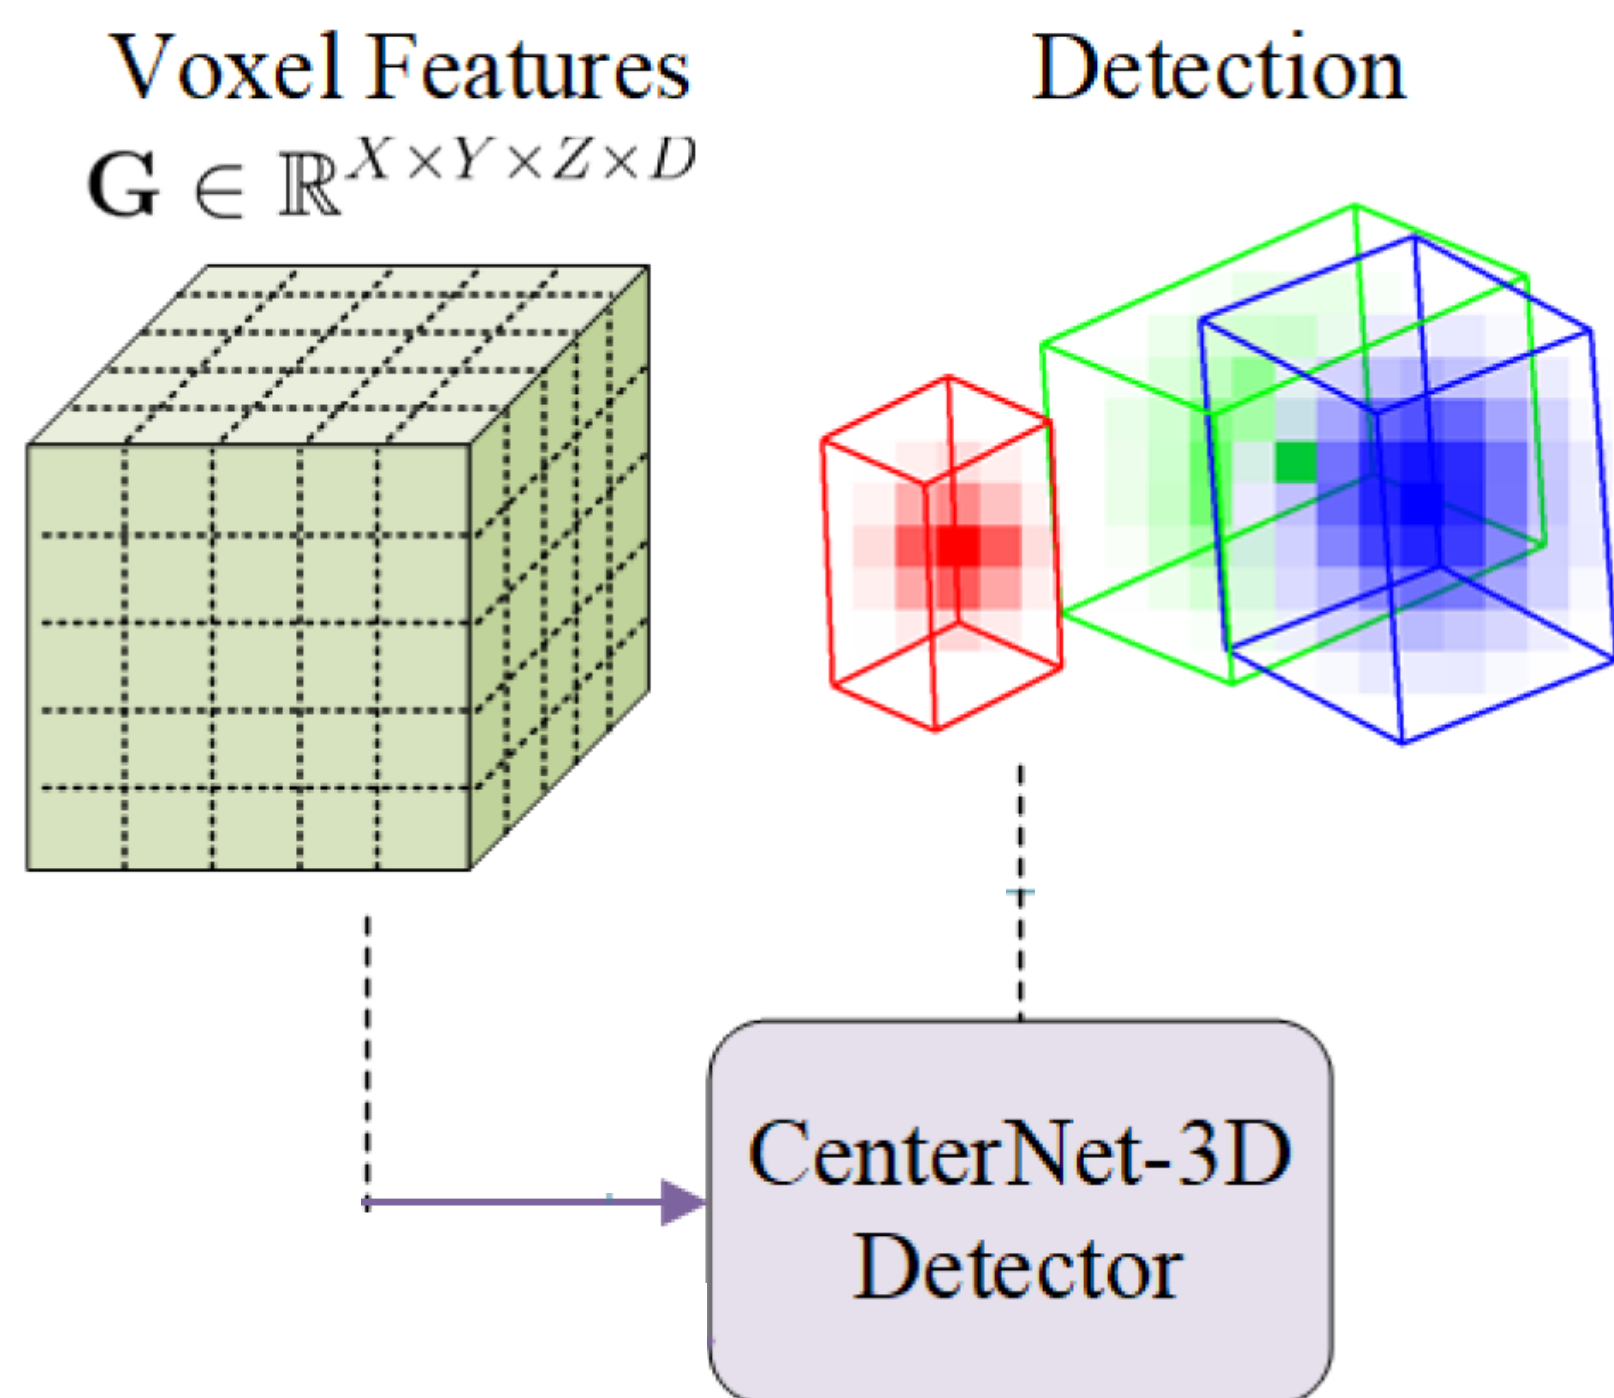 Voxel Features
G ∈ ℝ^{X×Y×Z×D}
Detection
CenterNet-3D
Detector